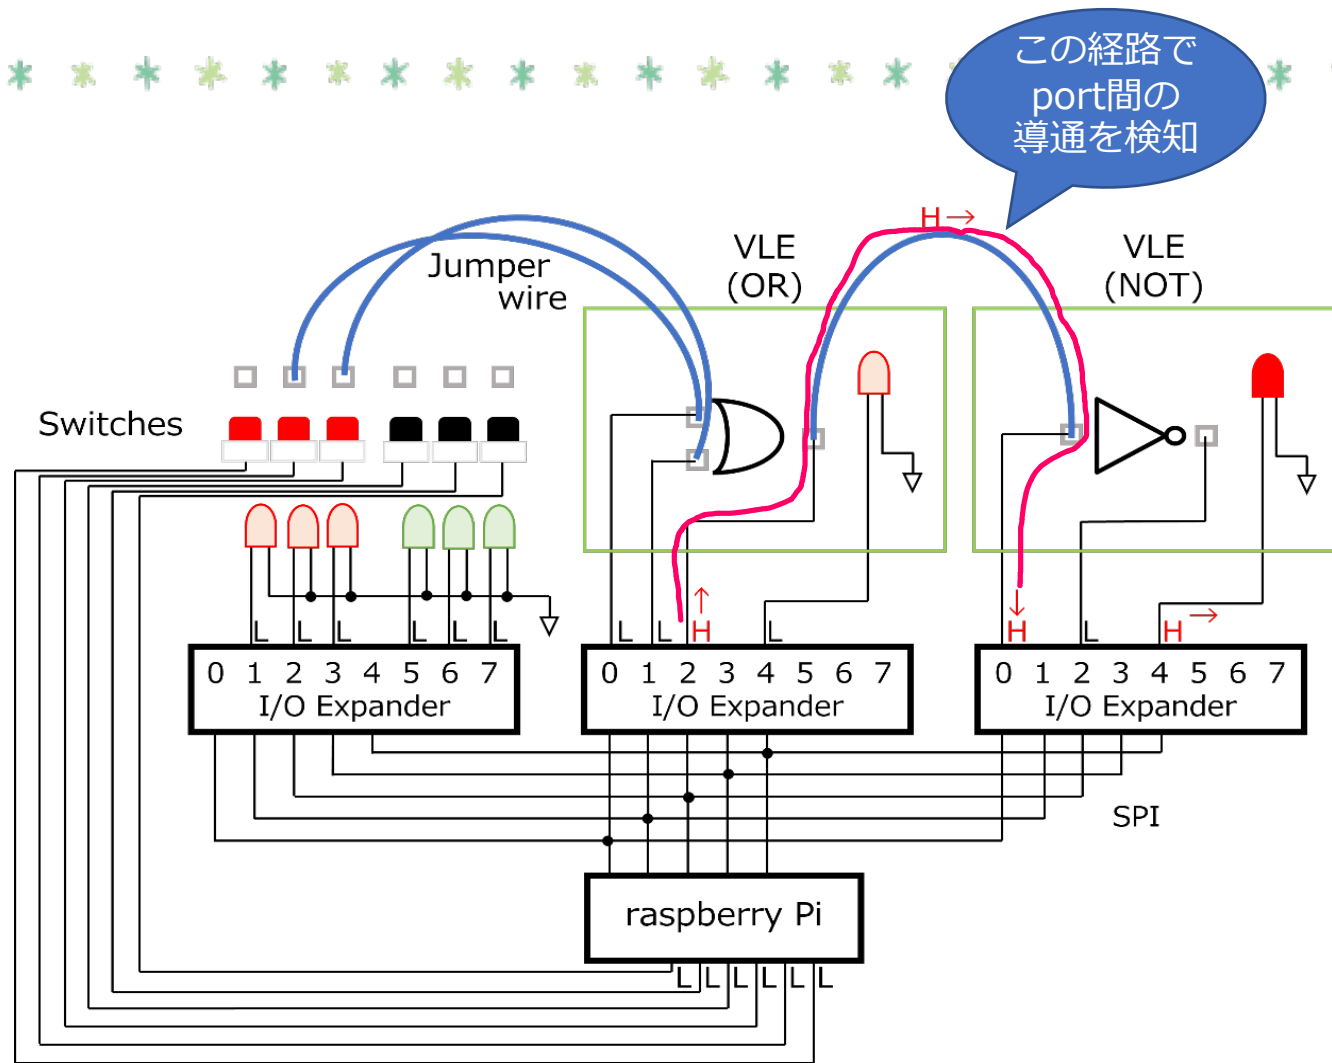 この経路で
port間の
導通を検知
H→
VLE
(OR)
VLE
(NOT)
Jumper
wire
Switches
L L L L L L
L L H ↑ L
↓ H L H →
0 1 2 3 4 5 6 7
I/O Expander
0 1 2 3 4 5 6 7
I/O Expander
0 1 2 3 4 5 6 7
I/O Expander
SPI
raspberry Pi
L L L L L L